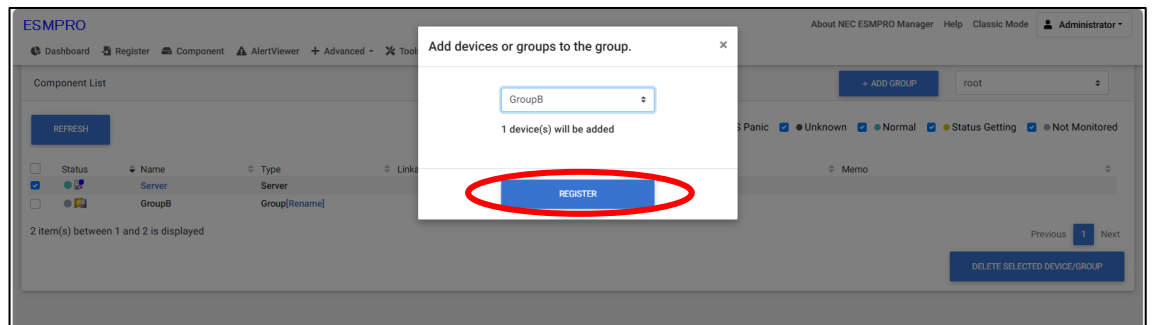 ESMPRO
About NEC ESMPRO Manager Help Classic Mode Administrator
Dashboard Register Component AlertViewer + Advanced Tool
Add devices or groups to the group. ×
Component List
+ ADD GROUP root
GroupB
1 device(s) will be added
REFRESH
Panic Unknown Normal Status Getting Not Monitored
Status Name Type Linka Memo
Server Server
GroupB Group[Rename]
REGISTER
2 item(s) between 1 and 2 is displayed
Previous 1 Next
DELETE SELECTED DEVICE/GROUP